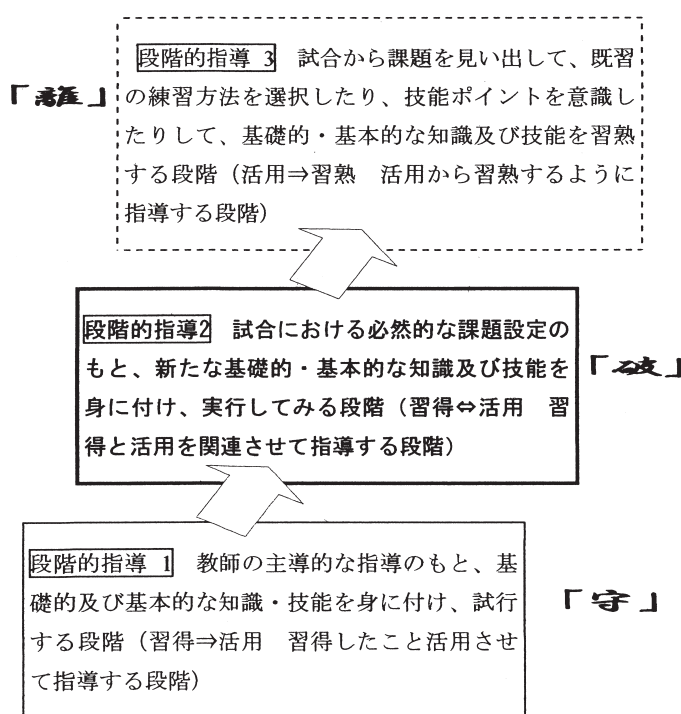 段階的指導 3　試合から課題を見い出して、既習
「離」
の練習方法を選択したり、技能ポイントを意識し
たりして、基礎的・基本的な知識及び技能を習熟
する段階（活用⇒習熟　活用から習熟するように
指導する段階）
段階的指導2　試合における必然的な課題設定の
もと、新たな基礎的・基本的な知識及び技能を
「破」
身に付け、実行してみる段階（習得⇔活用　習
得と活用を関連させて指導する段階）
段階的指導 1　教師の主導的な指導のもと、基
礎的及び基本的な知識・技能を身に付け、試行
「守」
する段階（習得⇒活用　習得したこと活用させ
て指導する段階）